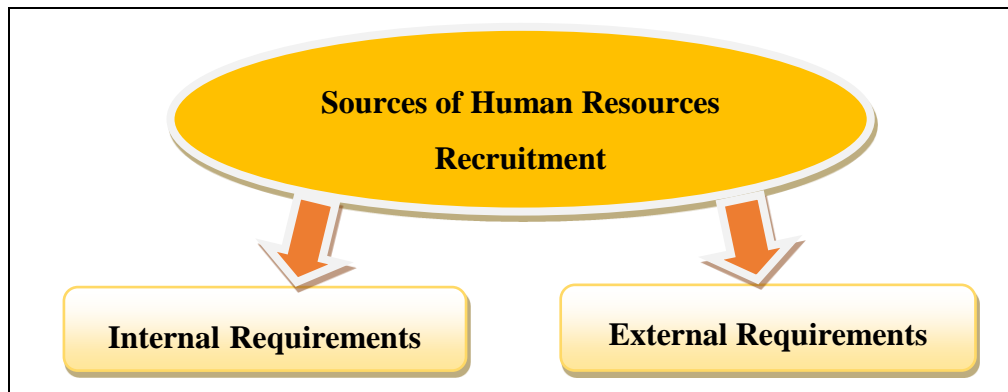 Sources of Human Resources
Recruitment
Internal Requirements
External Requirements